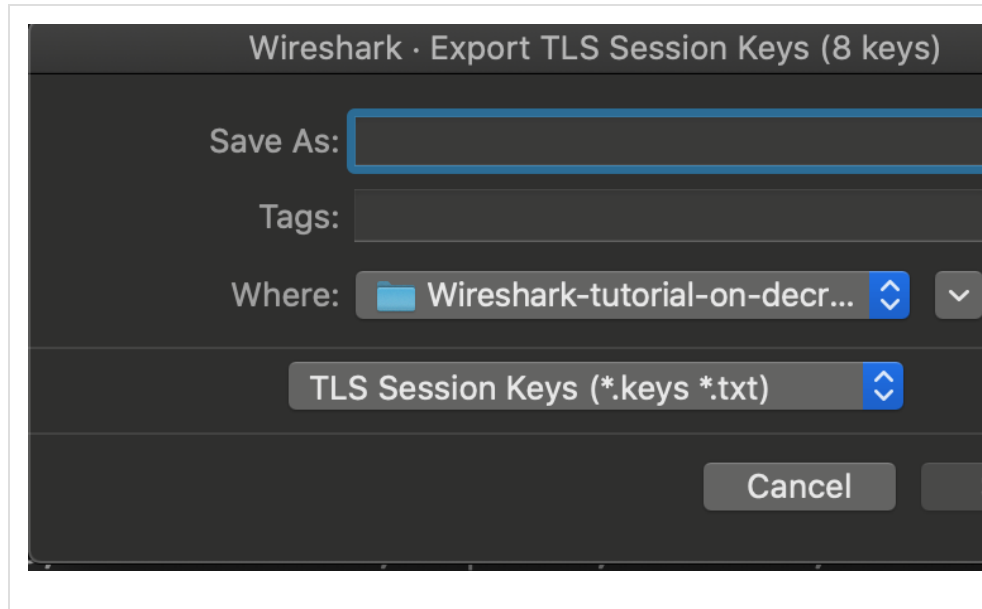 Wireshark · Export TLS Session Keys (8 keys)
Save As:
Tags:
Where: Wireshark-tutorial-on-decr...
TLS Session Keys (*.keys *.txt)
Cancel